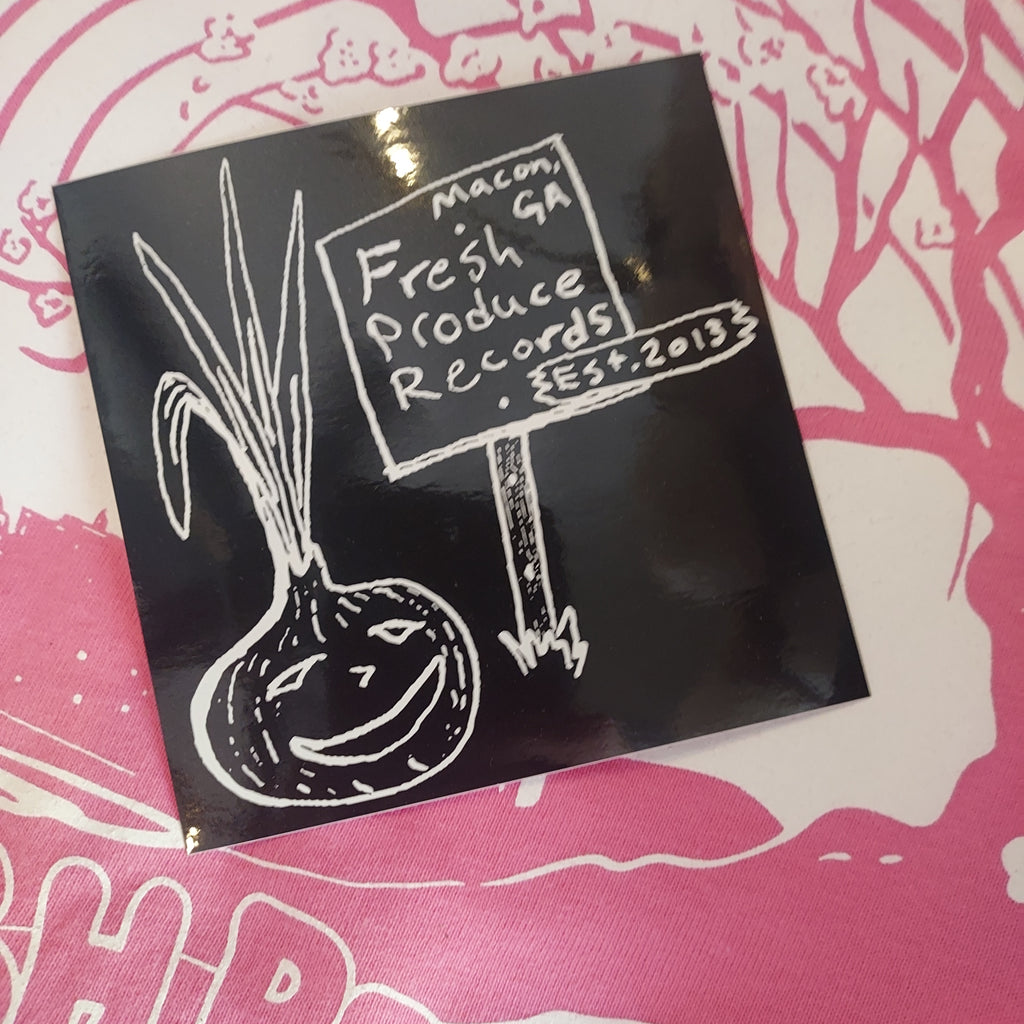 Macon,
GA
Fresh
Produce
Records
Est. 2013